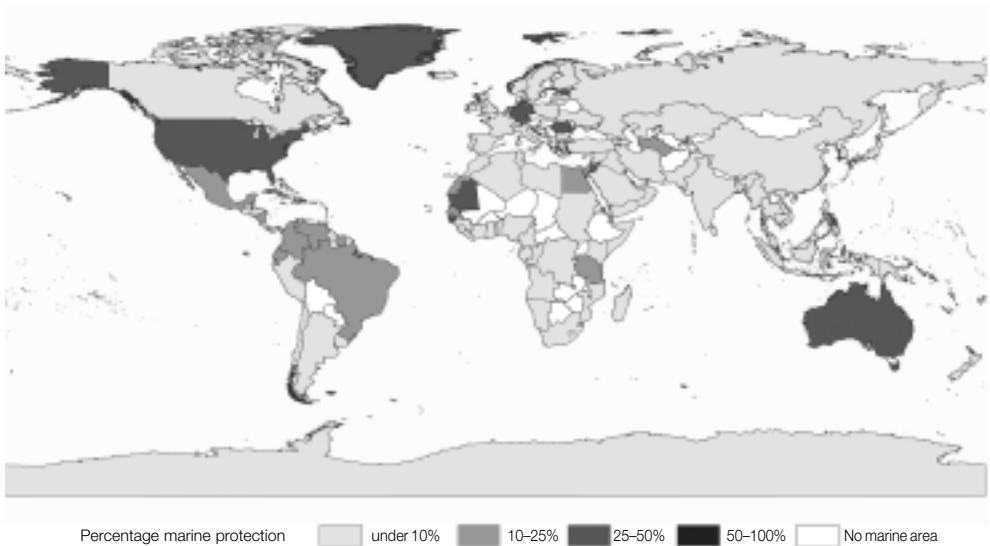 Percentage marine protection under 10% 10–25% 25–50% 50–100% No marine area